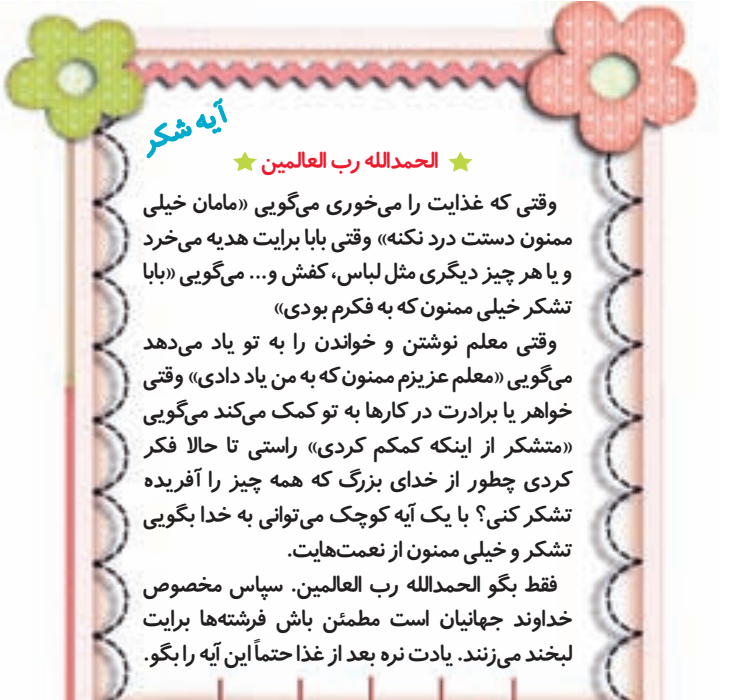 آیه شکر
الحمدالله رب العالمین
وقتی که غذایت را می‌خوری می‌گویی «مامان خیلی
ممنون دستت درد نکنه» وقتی بابا برایت هدیه می‌خرد
و یا هر چیز دیگری مثل لباس، کفش و... می‌گویی «بابا
تشکر خیلی ممنون که به فکرم بودی»
وقتی معلم نوشتن و خواندن را به تو یاد می‌دهد
می‌گویی «معلم عزیزم ممنون که به من یاد دادی» وقتی
خواهر یا برادرت در کارها به تو کمک می‌کند می‌گویی
«متشکر از اینکه کمکم کردی» راستی تا حالا فکر
کردی چطور از خدای بزرگ که همه چیز را آفریده
تشکر کنی؟ با یک آیه کوچک می‌توانی به خدا بگویی
تشکر و خیلی ممنون از نعمت‌هایت.
فقط بگو الحمدالله رب العالمین. سپاس مخصوص
خداوند جهانیان است مطمئن باش فرشته‌ها برایت
لبخند می‌زنند. یادت نره بعد از غذا حتماً این آیه را بگو.